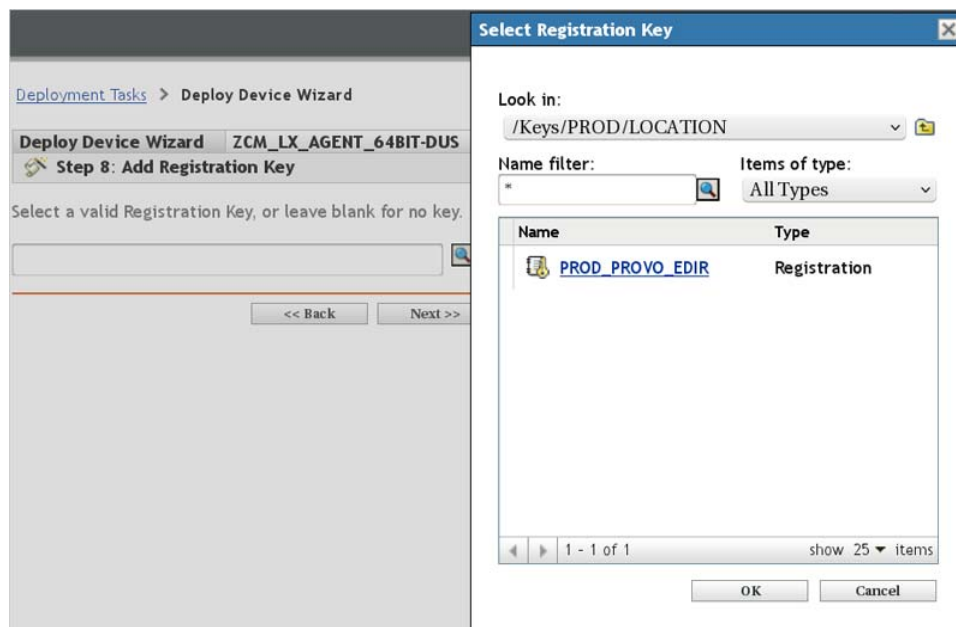 Deployment Tasks > Deploy Device Wizard
Deploy Device Wizard ZCM_LX_AGENT_64BIT-DUS
Step 8: Add Registration Key
Select a valid Registration Key, or leave blank for no key.
<< Back Next >>
Select Registration Key
Look in:
/Keys/PROD/LOCATION
Name filter: Items of type:
* All Types
Name Type
PROD_PROVO_EDIR Registration
1 - 1 of 1 show 25 items
OK Cancel